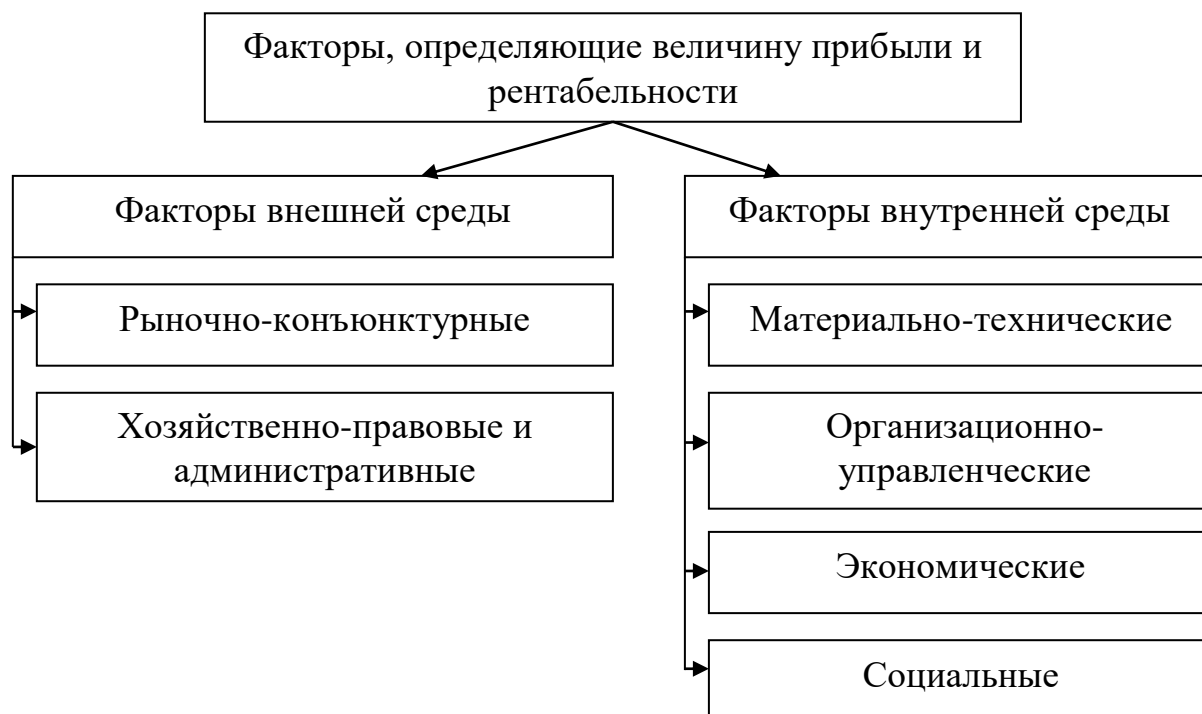 Факторы, определяющие величину прибыли и
рентабельности
Факторы внешней среды
Рыночно-конъюнктурные
Хозяйственно-правовые и
административные
Факторы внутренней среды
Материально-технические
Организационно-
управленческие
Экономические
Социальные